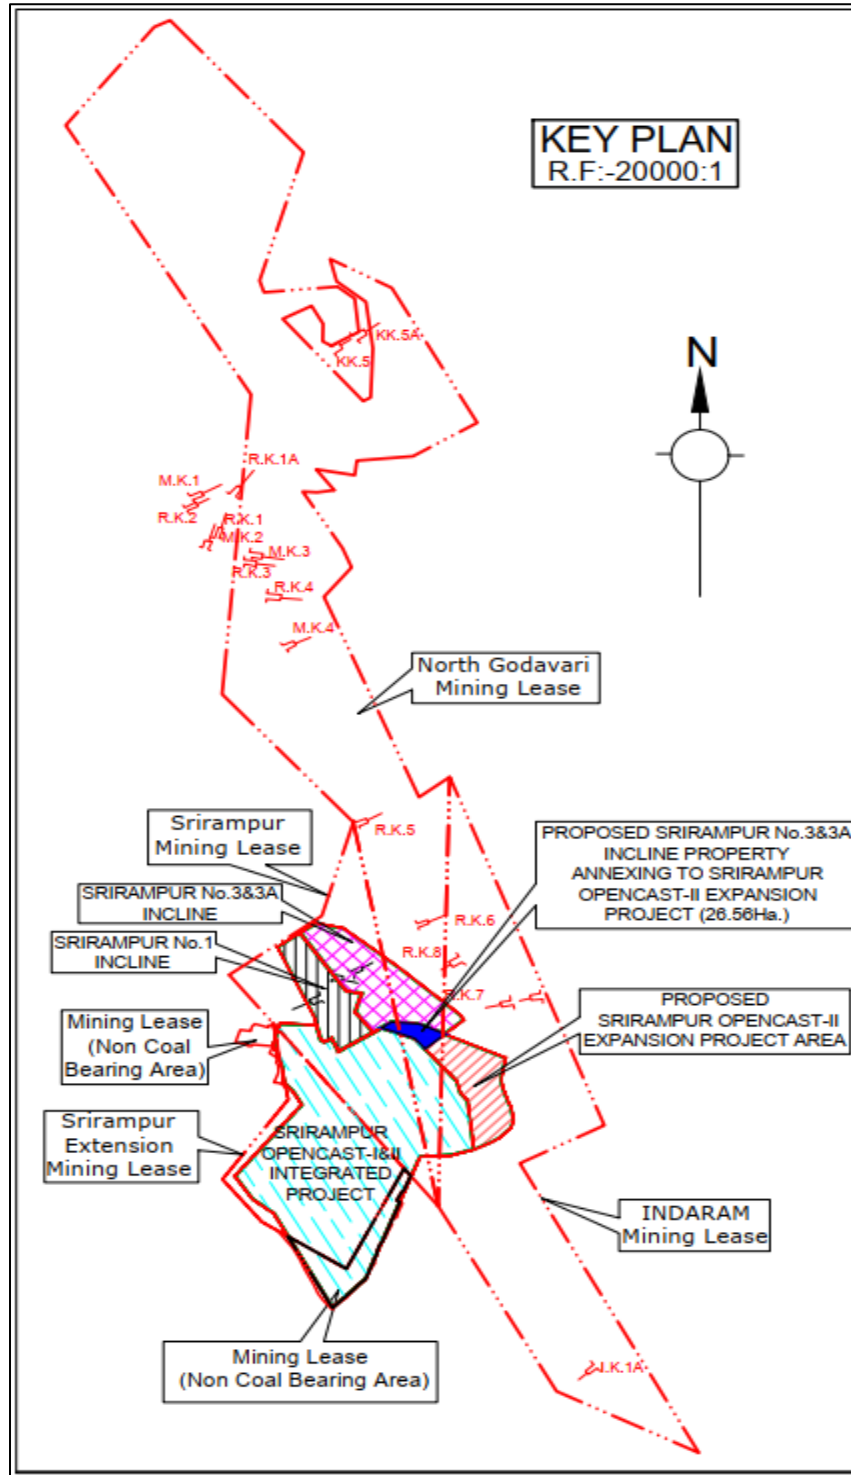 KEY PLAN
R.F:-20000:1
KK.5A
KK.5
N
R.K.1A
M.K.1
R.K.2
R.K.1
M.K.2
M.K.3
R.K.3
R.K.4
M.K.4
North Godavari
Mining Lease
Srirampur
Mining Lease
R.K.5
PROPOSED SRIRAMPUR No.3&3A
INCLINE PROPERTY
ANNEXING TO SRIRAMPUR
OPENCAST-II EXPANSION
PROJECT (26.56Ha.)
SRIRAMPUR No.3&3A
INCLINE
R.K.6
SRIRAMPUR No.1
INCLINE
R.K.8
R.K.7
PROPOSED
SRIRAMPUR OPENCAST-II
EXPANSION PROJECT AREA
Mining Lease
(Non Coal
Bearing Area)
Srirampur
Extension
Mining Lease
SRIRAMPUR
OPENCAST-I&II
INTEGRATED
PROJECT
INDARAM
Mining Lease
Mining Lease
(Non Coal Bearing Area)
I.K.1A